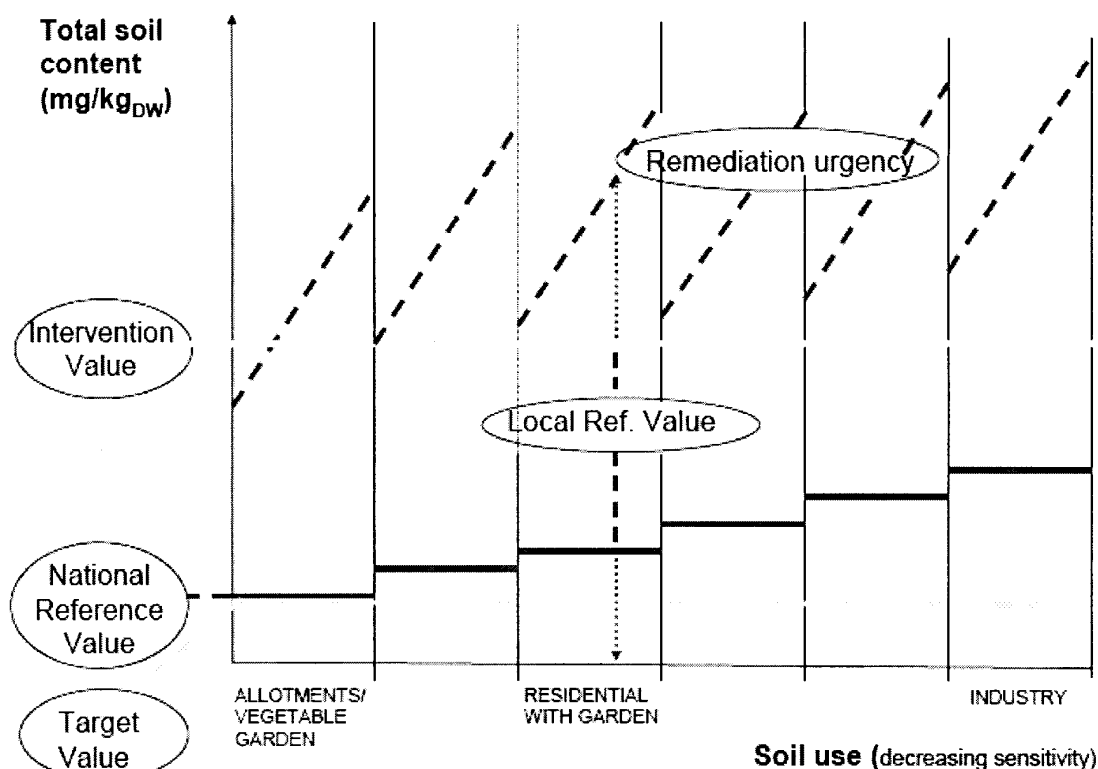 Total soil
content
(mg/kgDW)
Remediation urgency
Intervention
Value
Local Ref. Value
National
Reference
Value
ALLOTMENTS/
VEGETABLE
GARDEN
RESIDENTIAL
WITH GARDEN
INDUSTRY
Target
Value
Soil use (decreasing sensitivity)